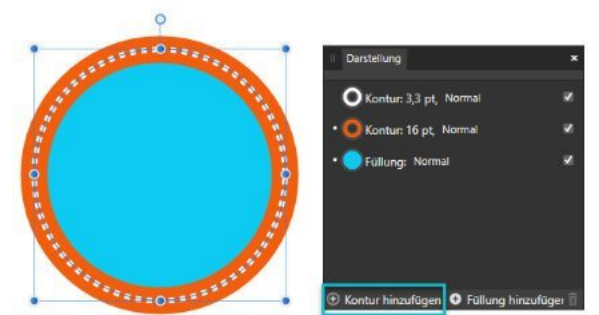 Darstellung
Kontur: 3,3 pt, Normal
Kontur: 16 pt, Normal
Füllung: Normal
Kontur hinzufügen Füllung hinzufügen